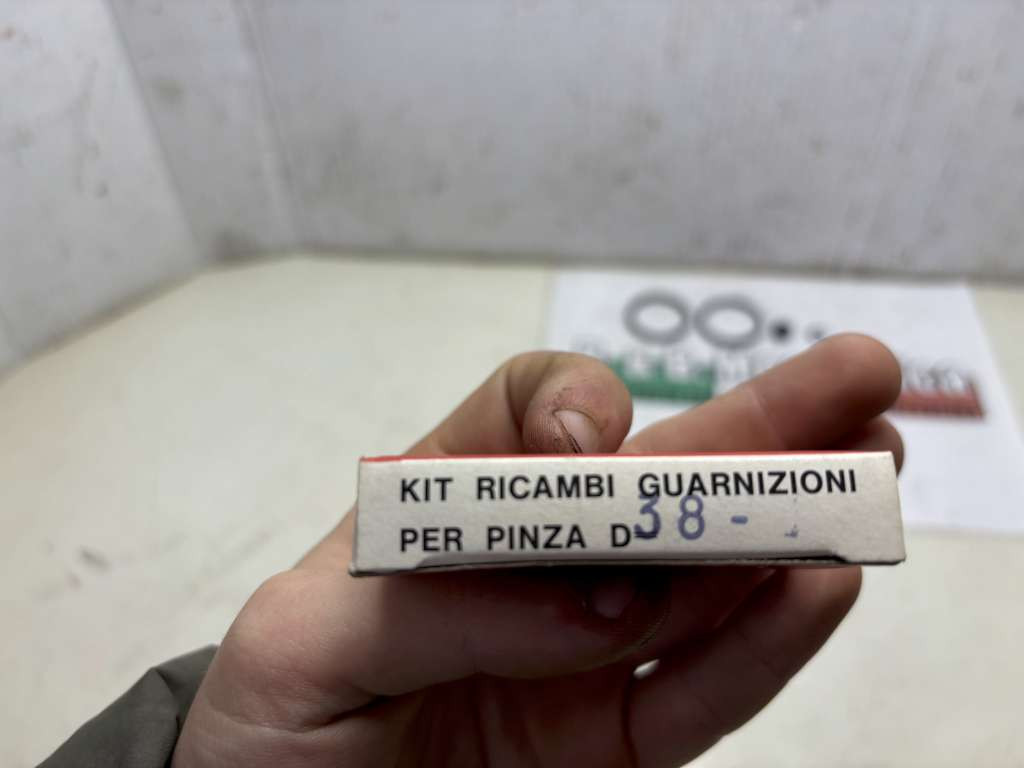 KIT RICAMBI GUARNIZIONI
PER PINZA D 38 -